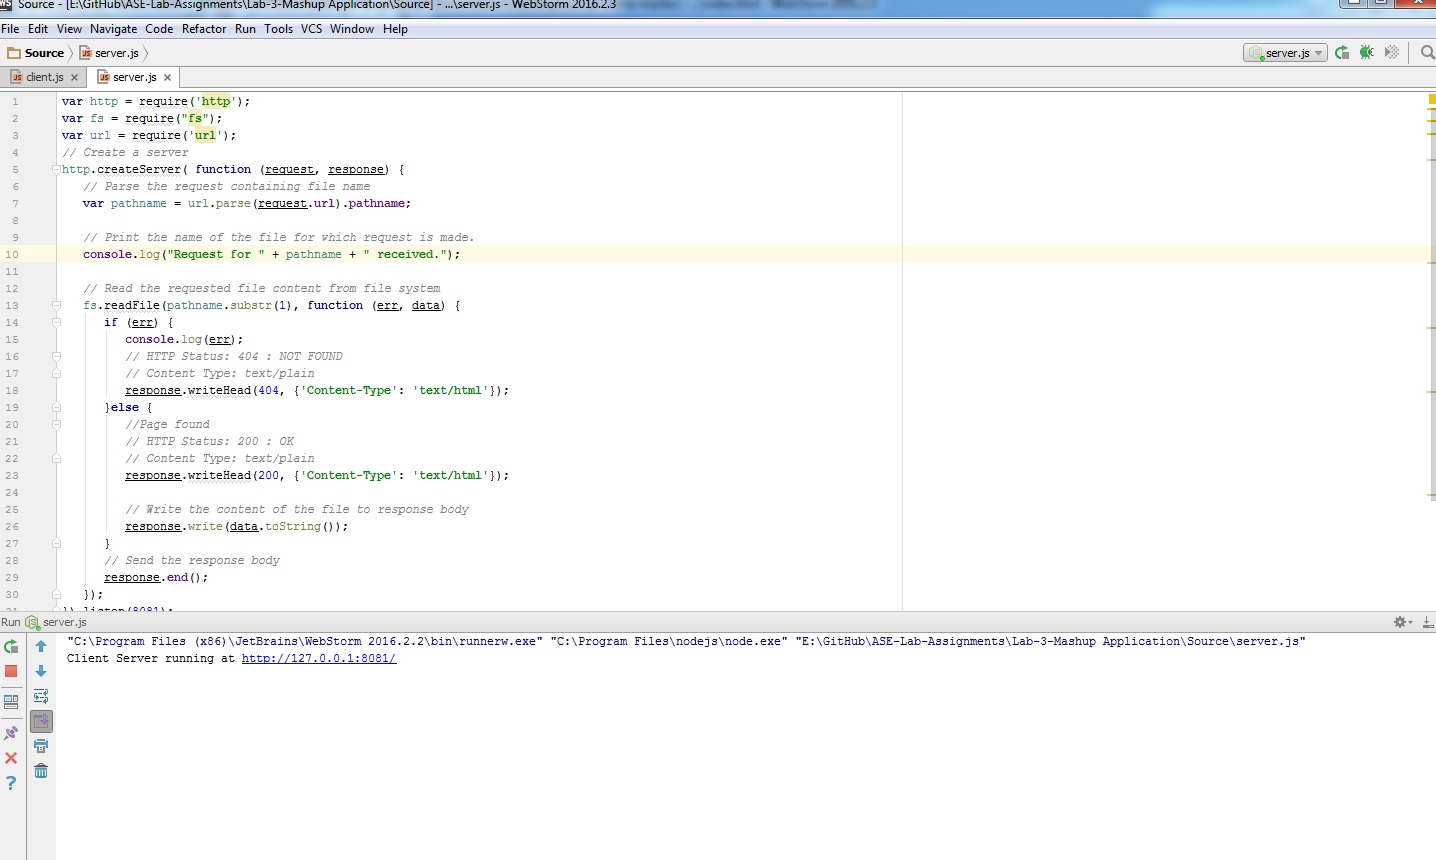 Source - [E:\GitHub\ASE-Lab-Assignments\Lab-3-Mashup Application\Source] - ...\server.js - WebStorm 2016.2.3
File Edit View Navigate Code Refactor Run Tools VCS Window Help
Source server.js server.js
client.js server.js
1 var http = require('http');
2 var fs = require("fs");
3 var url = require('url');
4 // Create a server
5 http.createServer( function (request, response) {
6 // Parse the request containing file name
7 var pathname = url.parse(request.url).pathname;
8
9 // Print the name of the file for which request is made.
10 console.log("Request for " + pathname + " received.");
11
12 // Read the requested file content from file system
13 fs.readFile(pathname.substr(1), function (err, data) {
14 if (err) {
15 console.log(err);
16 // HTTP Status: 404 : NOT FOUND
17 // Content Type: text/plain
18 response.writeHead(404, {'Content-Type': 'text/html'});
19 }else {
20 //Page found
21 // HTTP Status: 200 : OK
22 // Content Type: text/plain
23 response.writeHead(200, {'Content-Type': 'text/html'});
24
25 // Write the content of the file to response body
26 response.write(data.toString());
27 }
28 // Send the response body
29 response.end();
30 });
31 }).listen(8081);
Run server.js
"C:\Program Files (x86)\JetBrains\WebStorm 2016.2.2\bin\runnerw.exe" "C:\Program Files\nodejs\node.exe" "E:\GitHub\ASE-Lab-Assignments\Lab-3-Mashup Application\Source\server.js"
Client Server running at http://127.0.0.1:8081/